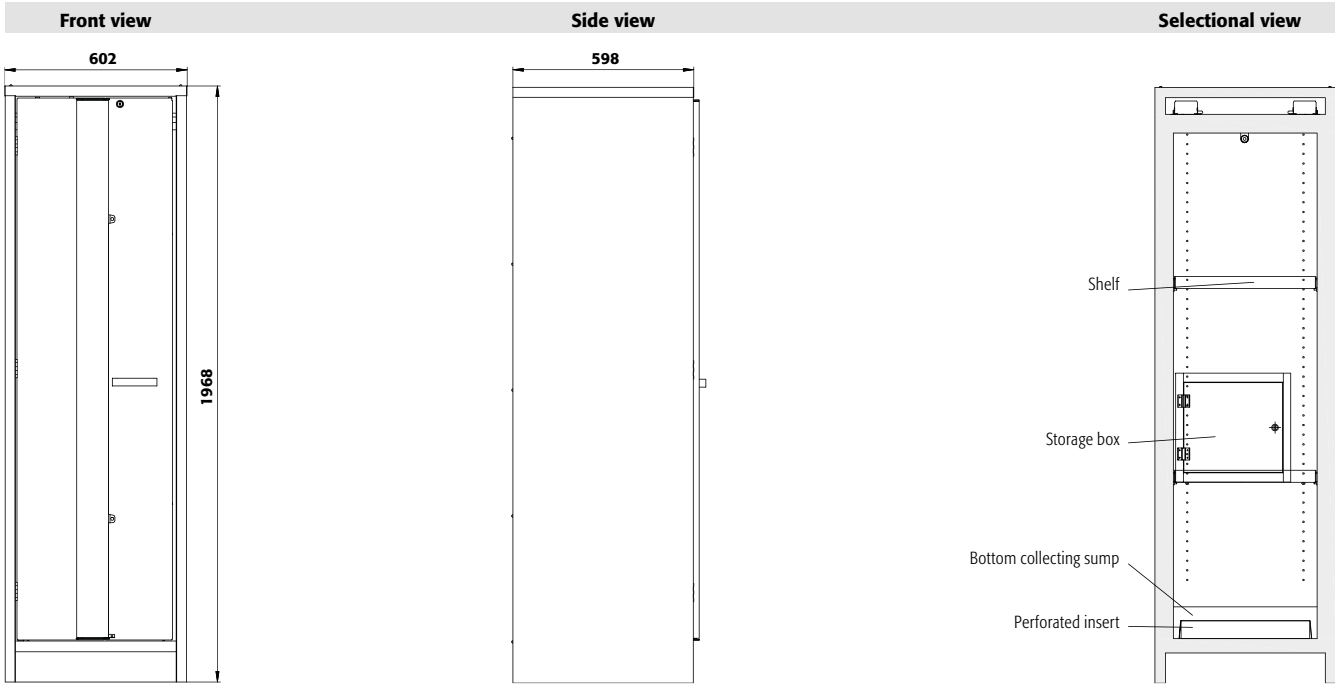 Front view
Side view
Selectional view
602
598
1968
Shelf
Storage box
Bottom collecting sump
Perforated insert